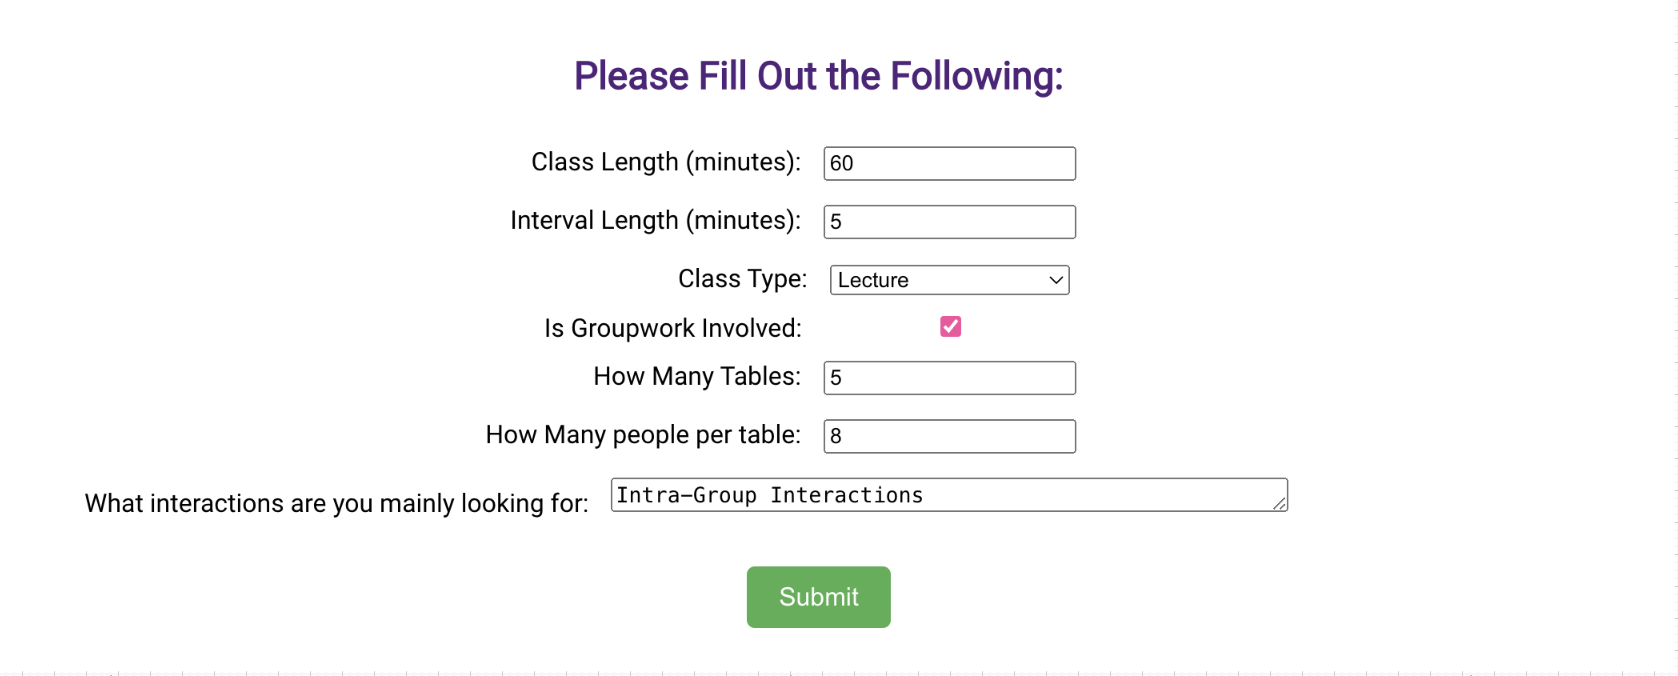 Please Fill Out the Following:
Class Length (minutes): 60
Interval Length (minutes): 5
Class Type: Lecture
Is Groupwork Involved:
How Many Tables: 5
How Many people per table: 8
What interactions are you mainly looking for: Intra-Group Interactions
Submit